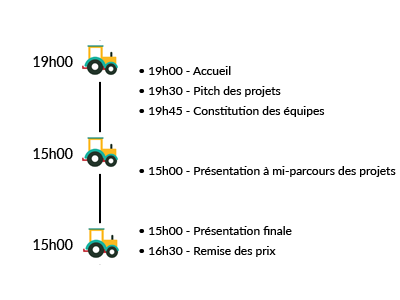 19h00
• 19h00 - Accueil
• 19h30 - Pitch des projets
• 19h45 - Constitution des équipes
15h00
• 15h00 - Présentation à mi-parcours des projets
15h00
• 15h00 - Présentation finale
• 16h30 - Remise des prix